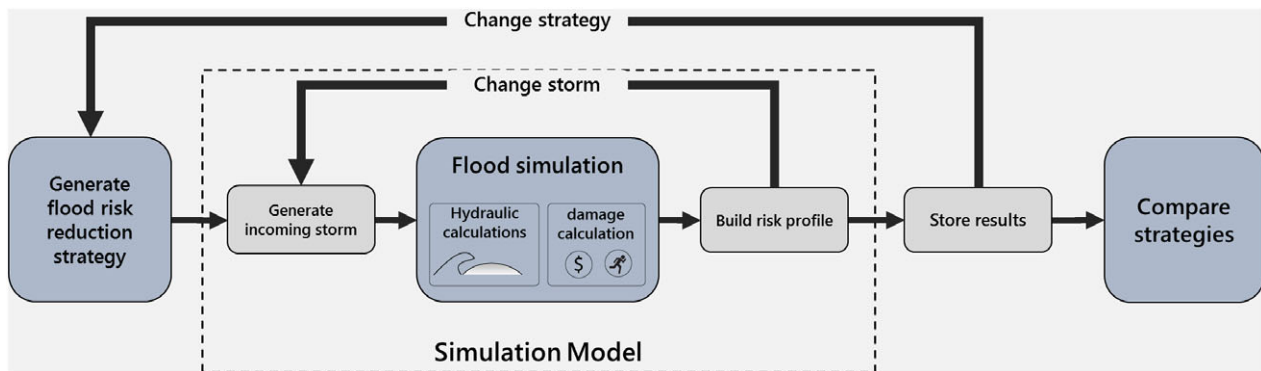 Change strategy
Change storm
Generate
flood risk
reduction
strategy
Generate
incoming storm
Flood simulation
Hydraulic
calculations
damage
calculation
$
Build risk profile
Store results
Compare
strategies
Simulation Model